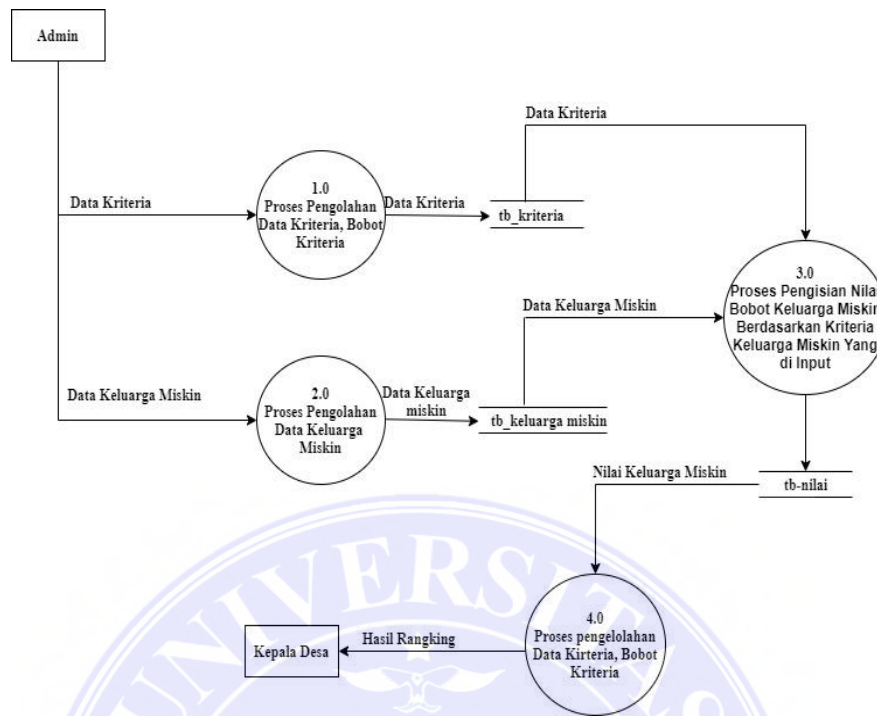 Admin
Data Kriteria
Data Kriteria
1.0
Proses Pengolahan
Data Kriteria, Bobot
Kriteria
Data Kriteria
tb_kriteria
3.0
Proses Pengisian Nilai
Bobot Keluarga Miskin
Berdasarkan Kriteria
Keluarga Miskin Yang
di Input
Data Keluarga Miskin
Data Keluarga Miskin
2.0
Proses Pengolahan
Data Keluarga
Miskin
Data Keluarga
miskin
tb_keluarga miskin
Nilai Keluarga Miskin
tb-nilai
4.0
Proses pengelolahan
Data Kirteria, Bobot
Kriteria
Hasil Rangking
Kepala Desa
UNIVERSITAS